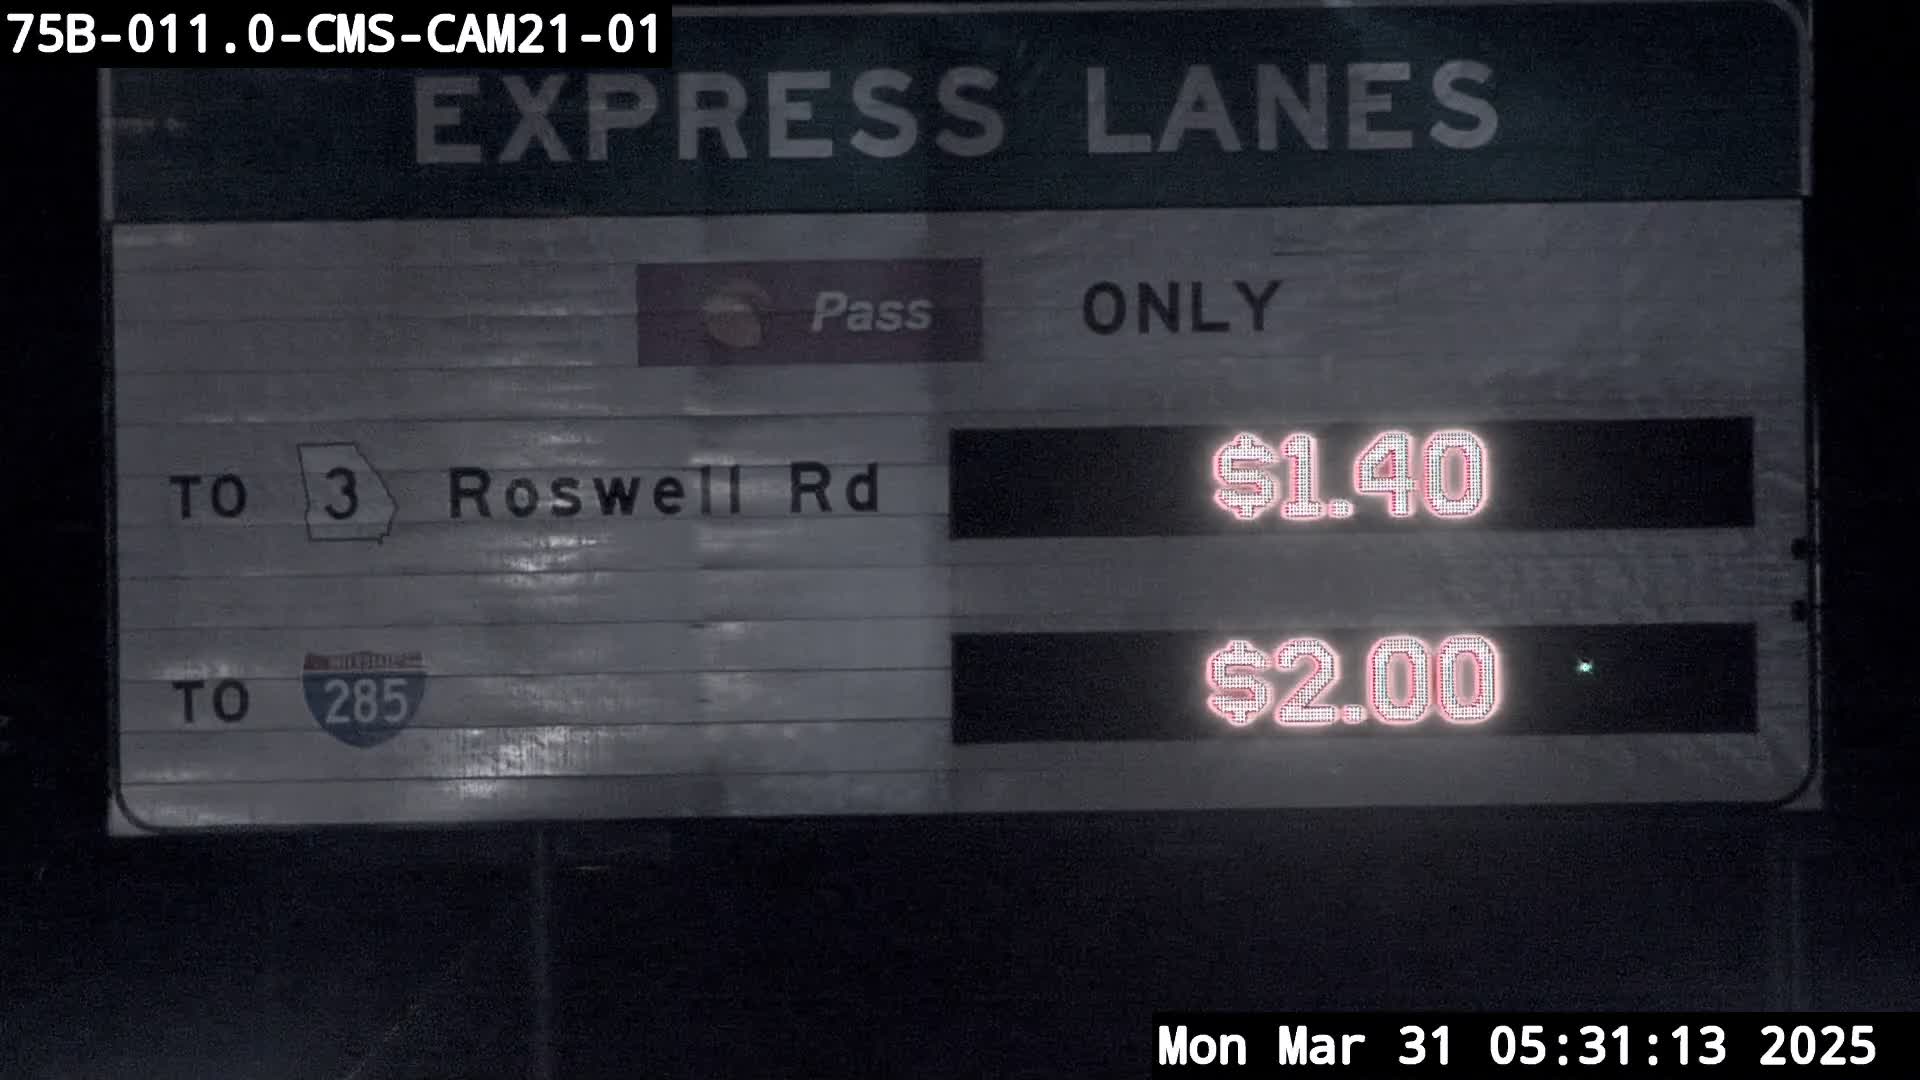 75B-011.0-CMS-CAM21-01
EXPRESS LANES
Pass ONLY
TO 3 Roswell Rd $1.40
TO INTERSTATE 285 $2.00
Mon Mar 31 05:31:13 2025